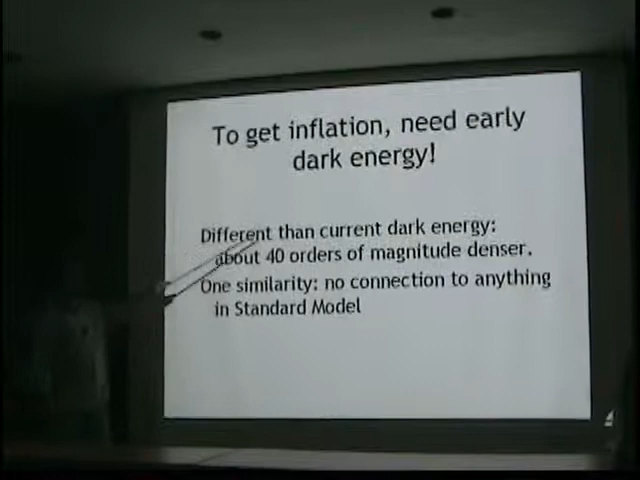 To get inflation, need early
dark energy!
Different than current dark energy:
about 40 orders of magnitude denser.
One similarity: no connection to anything
in Standard Model